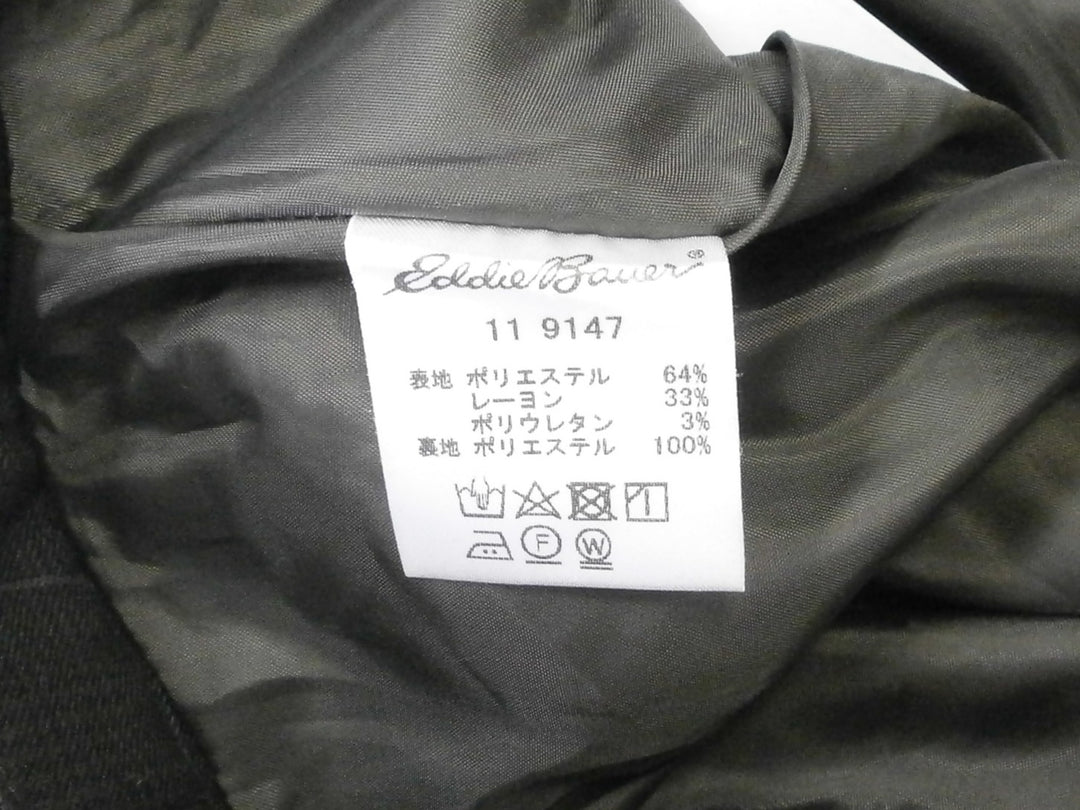 Eddie Bauer®
11 9147
表地 ポリエステル 64%
レーヨン 33%
ポリウレタン 3%
裏地 ポリエステル 100%
F W